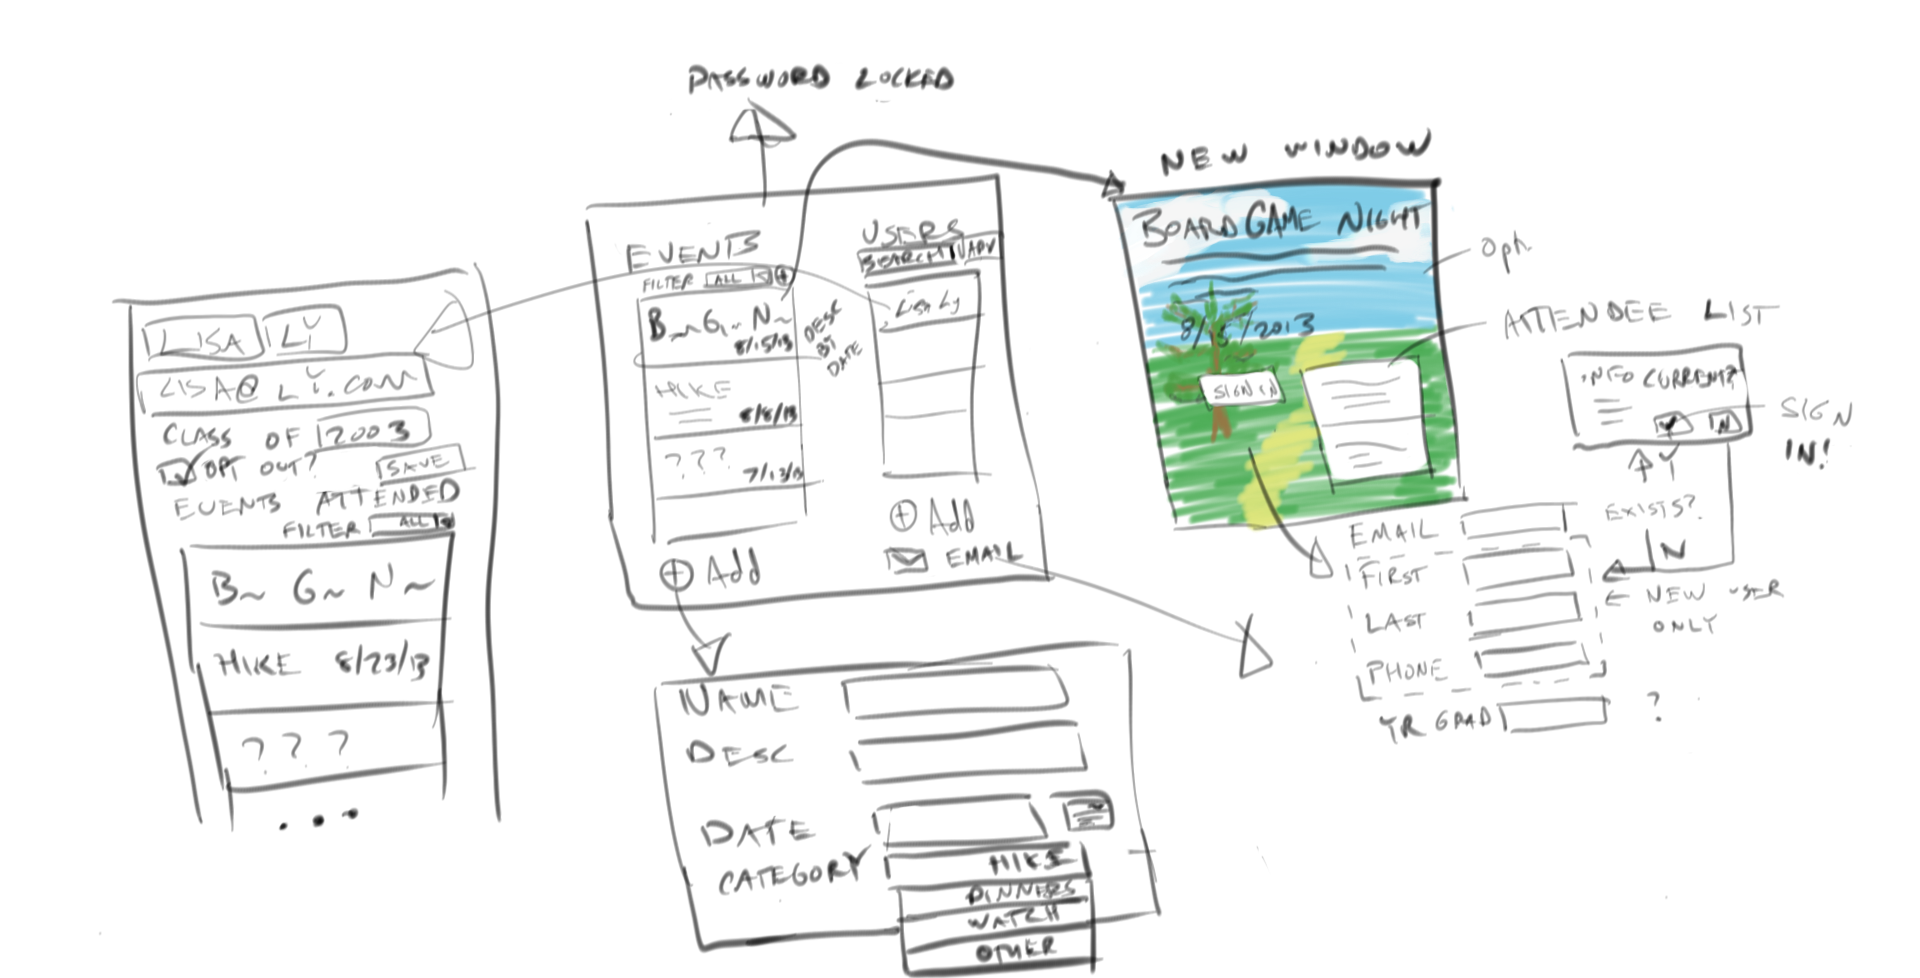 PASSWORD LOCKED
LISA LY
LISA@LY.COM
CLASS OF 2003
OPT OUT?
SAVE
EVENTS ATTENDED
FILTER ALL
B~ G~ N~
HIKE 8/23/13
? ? ?
...
EVENTS
FILTER ALL +
B~ G~ N~
8/15/13
DESC
BY
DATE
HIKE
8/8/13
? ? ?
7/13/13
+ Add
USERS
SEARCH
Lisa Ly
+ Add
EMAIL
NAME
DESC
DATE
CATEGORY
HIKE
DINNERS
WATCH
OTHER
NEW WINDOW
BOARD GAME NIGHT
8/15/2013
SIGN IN
Opt.
ATTENDEE LIST
INFO CURRENT?
Y N
SIGN
IN!
Y
EXISTS?
N
EMAIL
FIRST
LAST
PHONE
YR GRAD ?
← NEW USER
ONLY